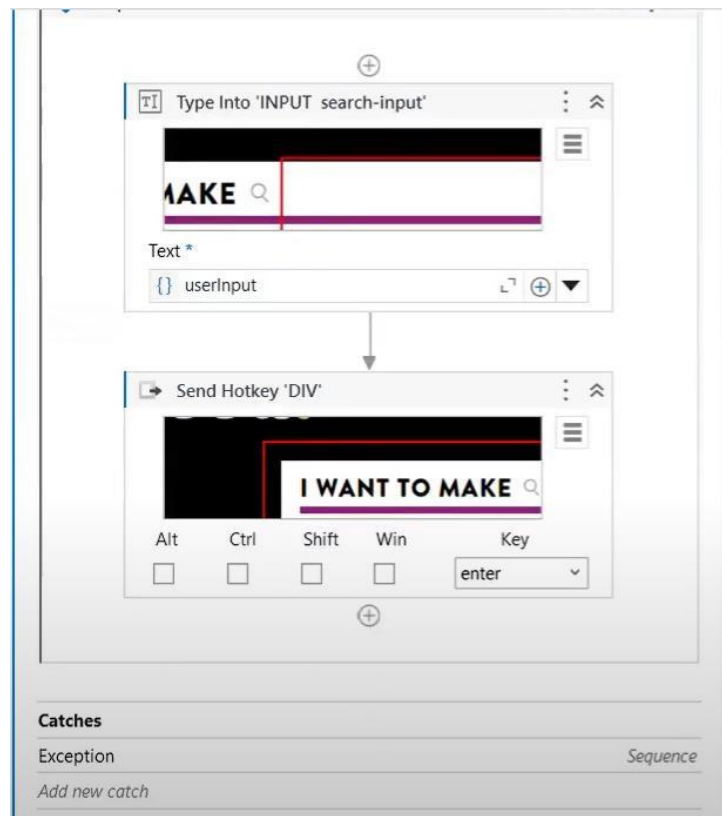 Type Into 'INPUT search-input'
MAKE
Text *
{} userInput
Send Hotkey 'DIV'
I WANT TO MAKE
Alt Ctrl Shift Win Key
enter
Catches
Exception Sequence
Add new catch